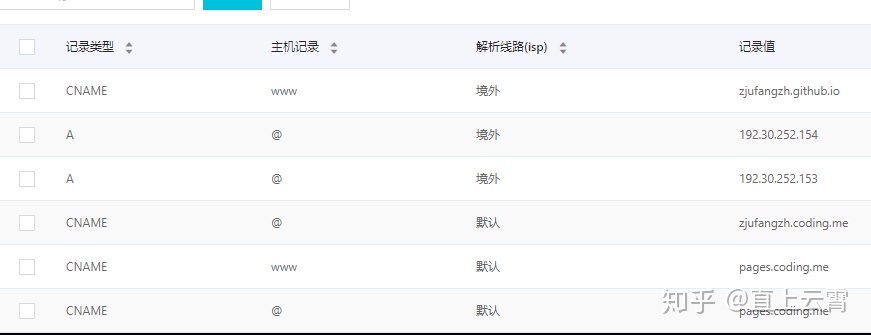 记录类型 主机记录 解析线路(isp) 记录值
CNAME www 境外 zjufangzh.github.io
A @ 境外 192.30.252.154
A @ 境外 192.30.252.153
CNAME @ 默认 zjufangzh.coding.me
CNAME www 默认 pages.coding.me
CNAME @ 默认 pages.coding.me
知乎 @直上云霄